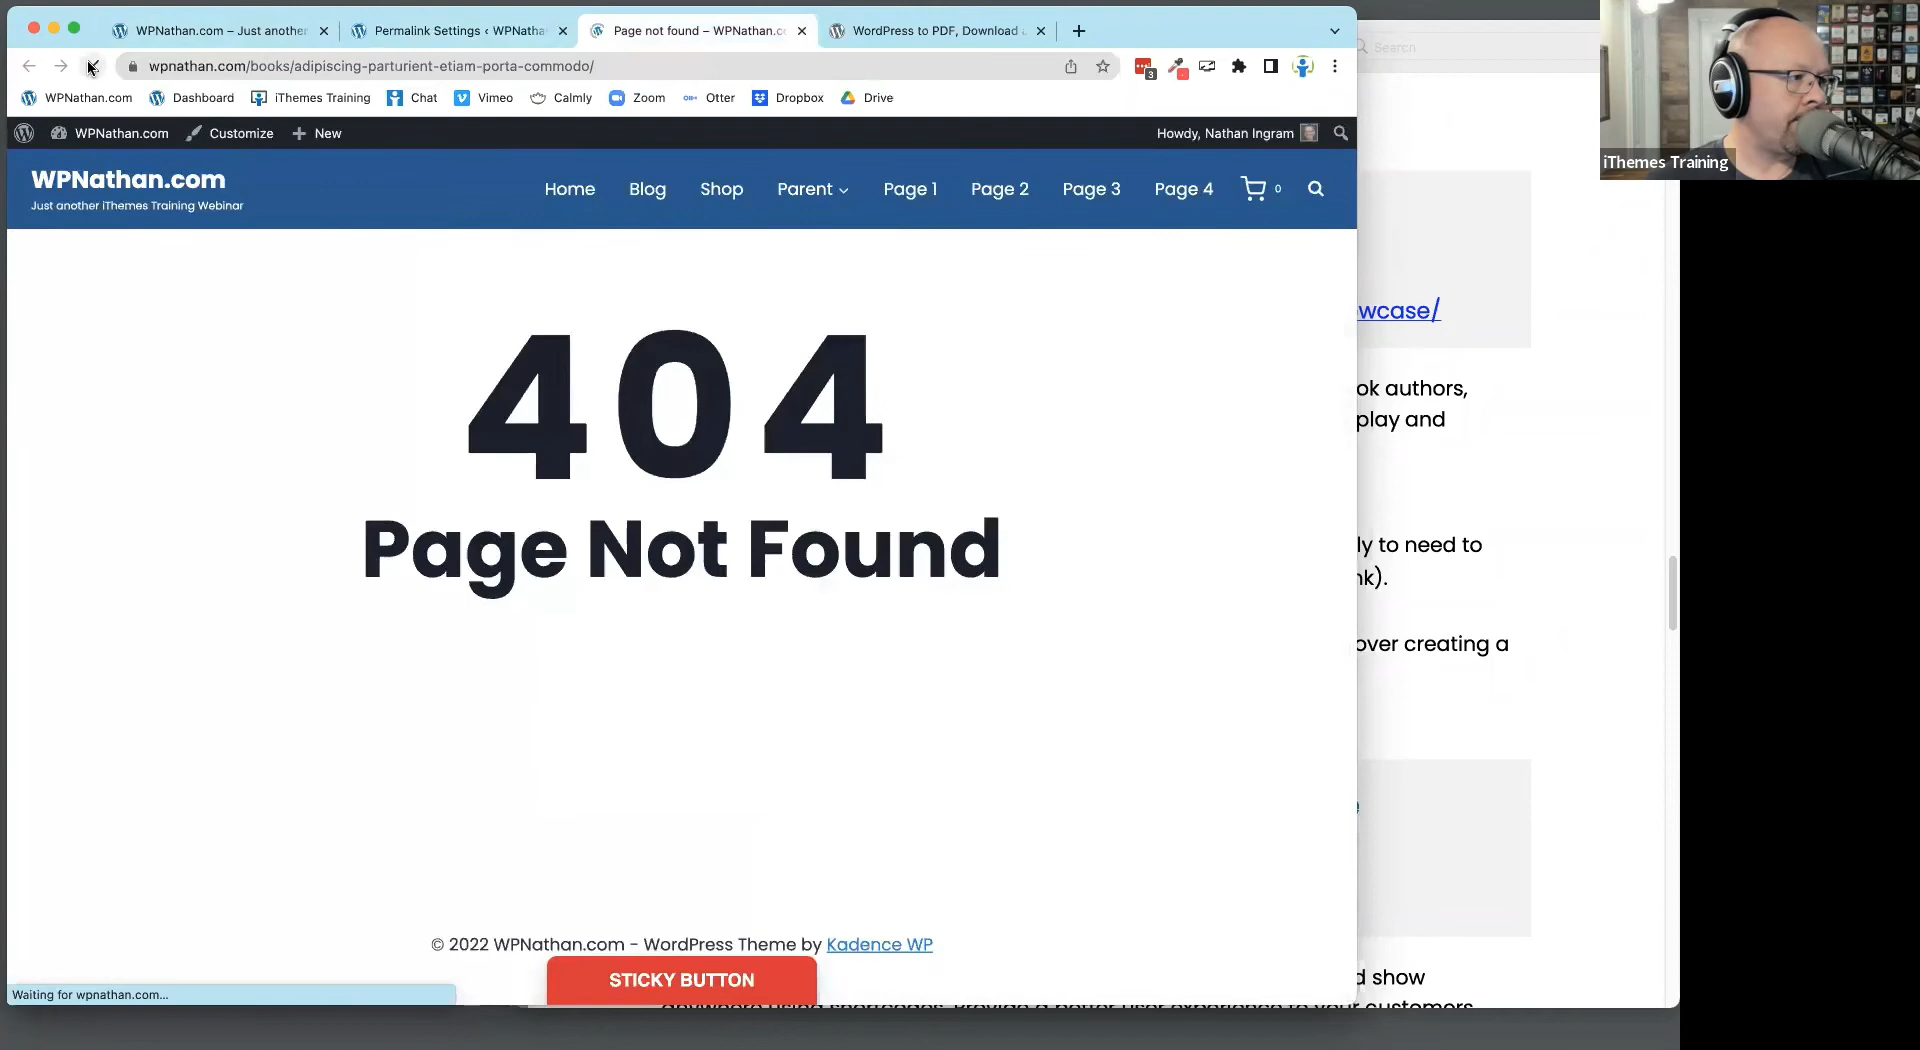 WPNathan.com – Just another
Permalink Settings ‹ WPNatha
Page not found – WPNathan.c
WordPress to PDF, Download
Search
wpnathan.com/books/adipiscing-parturient-etiam-porta-commodo/
3
WPNathan.com
Dashboard
iThemes Training
Chat
Vimeo
Calmly
Zoom
Otter
Dropbox
Drive
WPNathan.com
Customize
New
Howdy, Nathan Ingram
iThemes Training
WPNathan.com
Just another iThemes Training Webinar
Home
Blog
Shop
Parent
Page 1
Page 2
Page 3
Page 4
0
404
Page Not Found
wcase/
ok authors,
play and
ly to need to
nk).
over creating a
d show
© 2022 WPNathan.com - WordPress Theme by Kadence WP
STICKY BUTTON
Waiting for wpnathan.com...